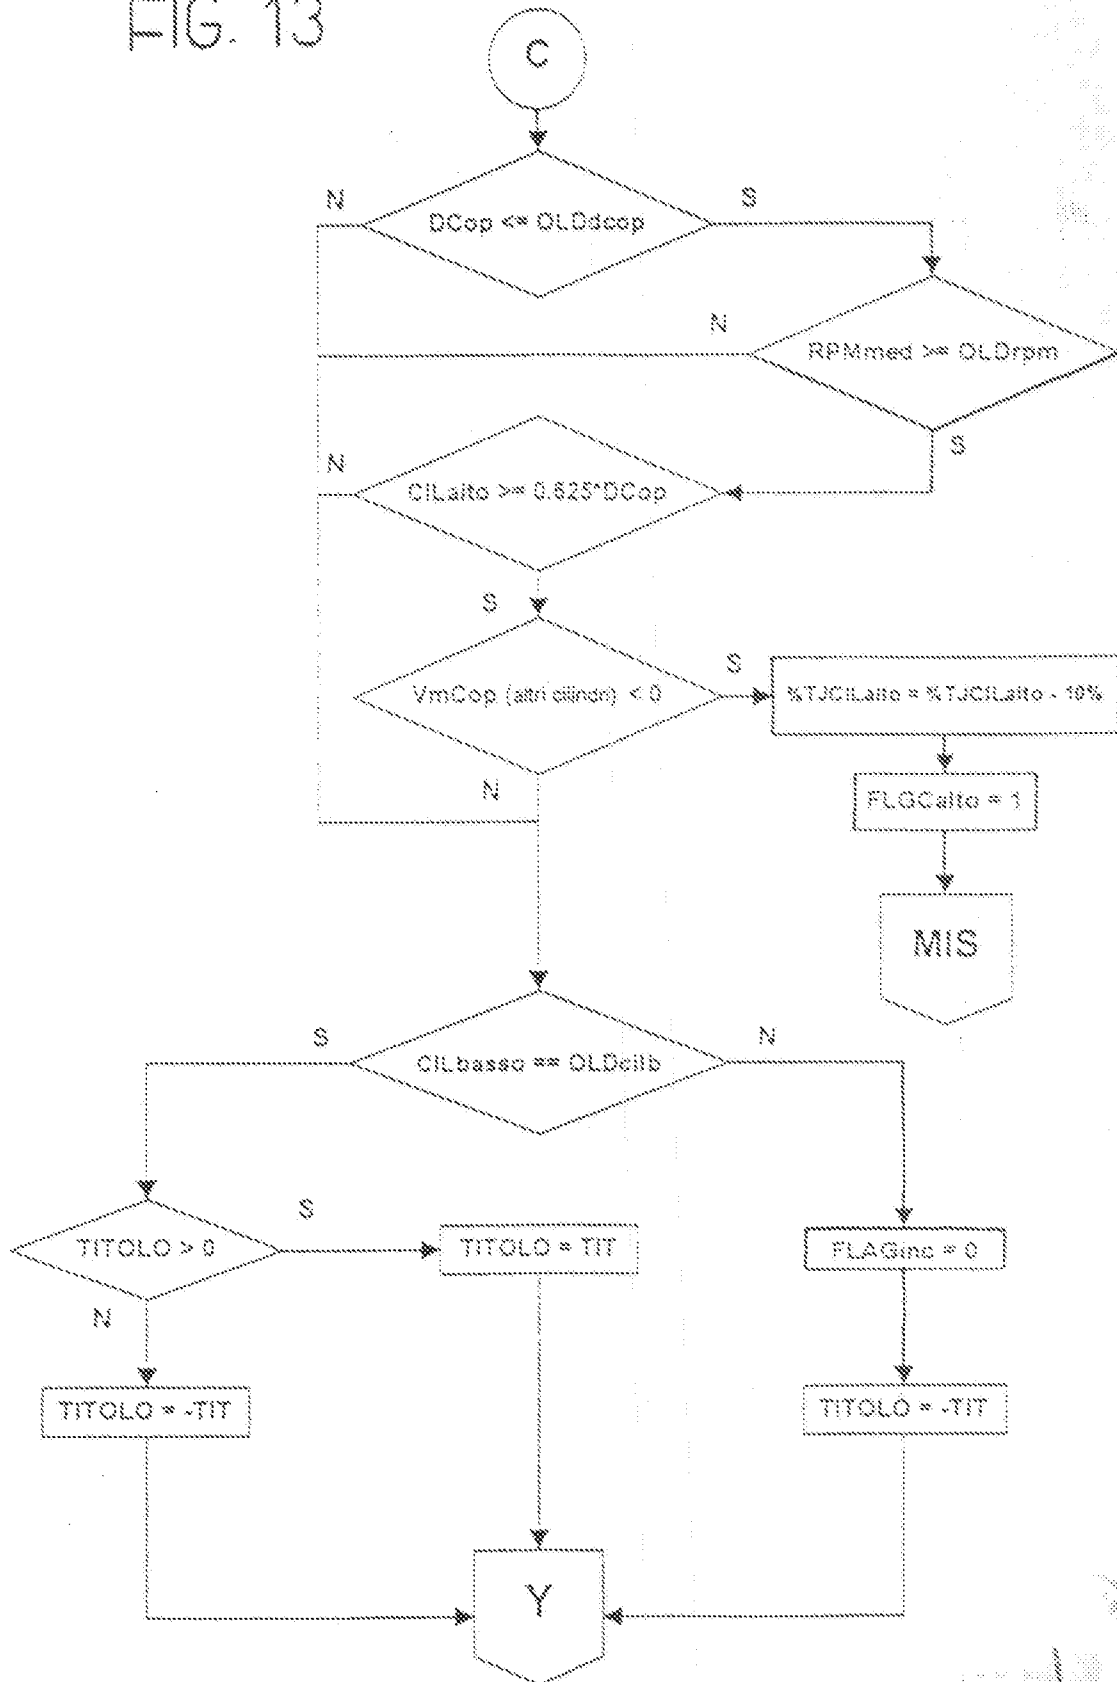 FIG. 13
C
DCop <= OLDdcop
N
S
RPMmed >= OLDrpm
N
S
CILalto >= 0.625*DCop
N
S
VmCop (altri cilindri) < 0
S
N
%TJCILalto = %TJCILalto - 10%
FLGCalto = 1
MIS
CILbasso == OLDcilb
S
N
TITOLO > 0
S
N
TITOLO = TIT
FLAGinc = 0
TITOLO = -TIT
TITOLO = -TIT
Y